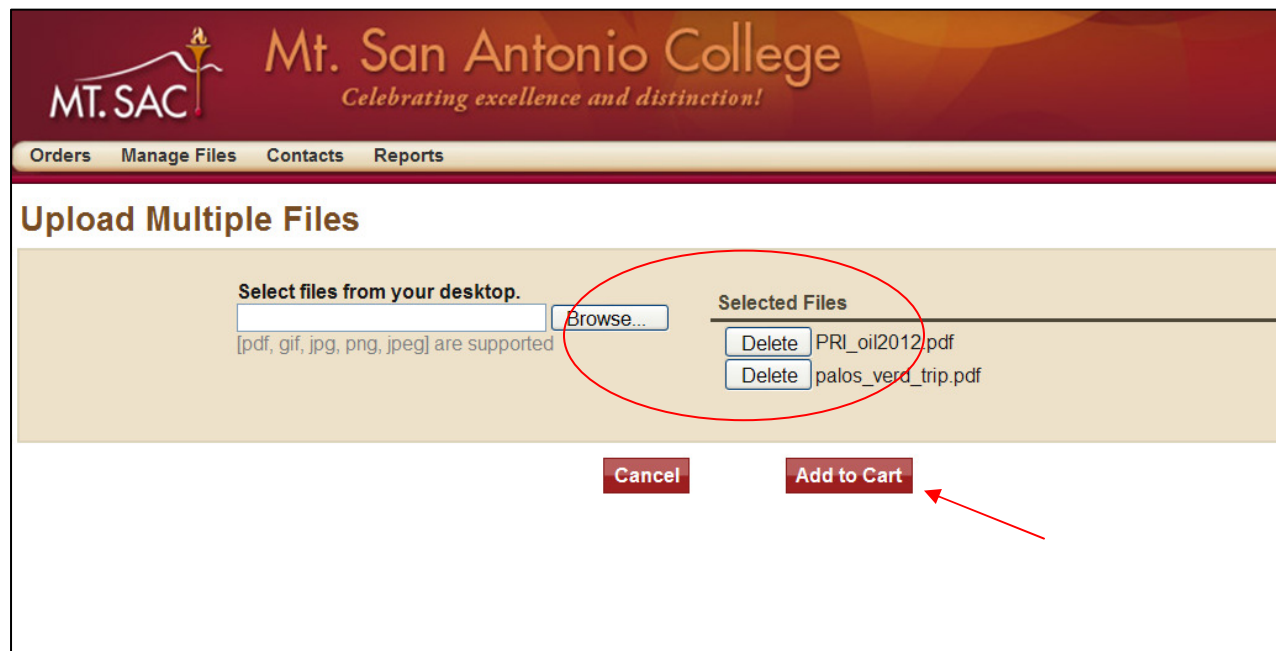 MT. SAC
Mt. San Antonio College
Celebrating excellence and distinction!
Orders Manage Files Contacts Reports
Upload Multiple Files
Select files from your desktop.
Browse...
[pdf, gif, jpg, png, jpeg] are supported
Selected Files
Delete PRI_oil2012.pdf
Delete palos_verd_trip.pdf
Cancel Add to Cart